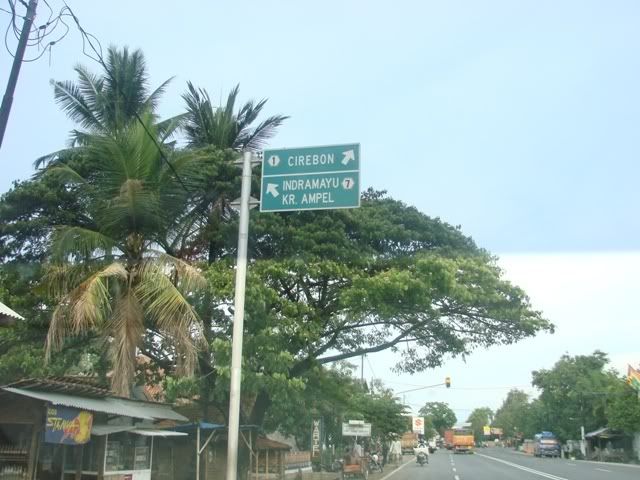 1 CIREBON
INDRAMAYU 7
KR. AMPEL